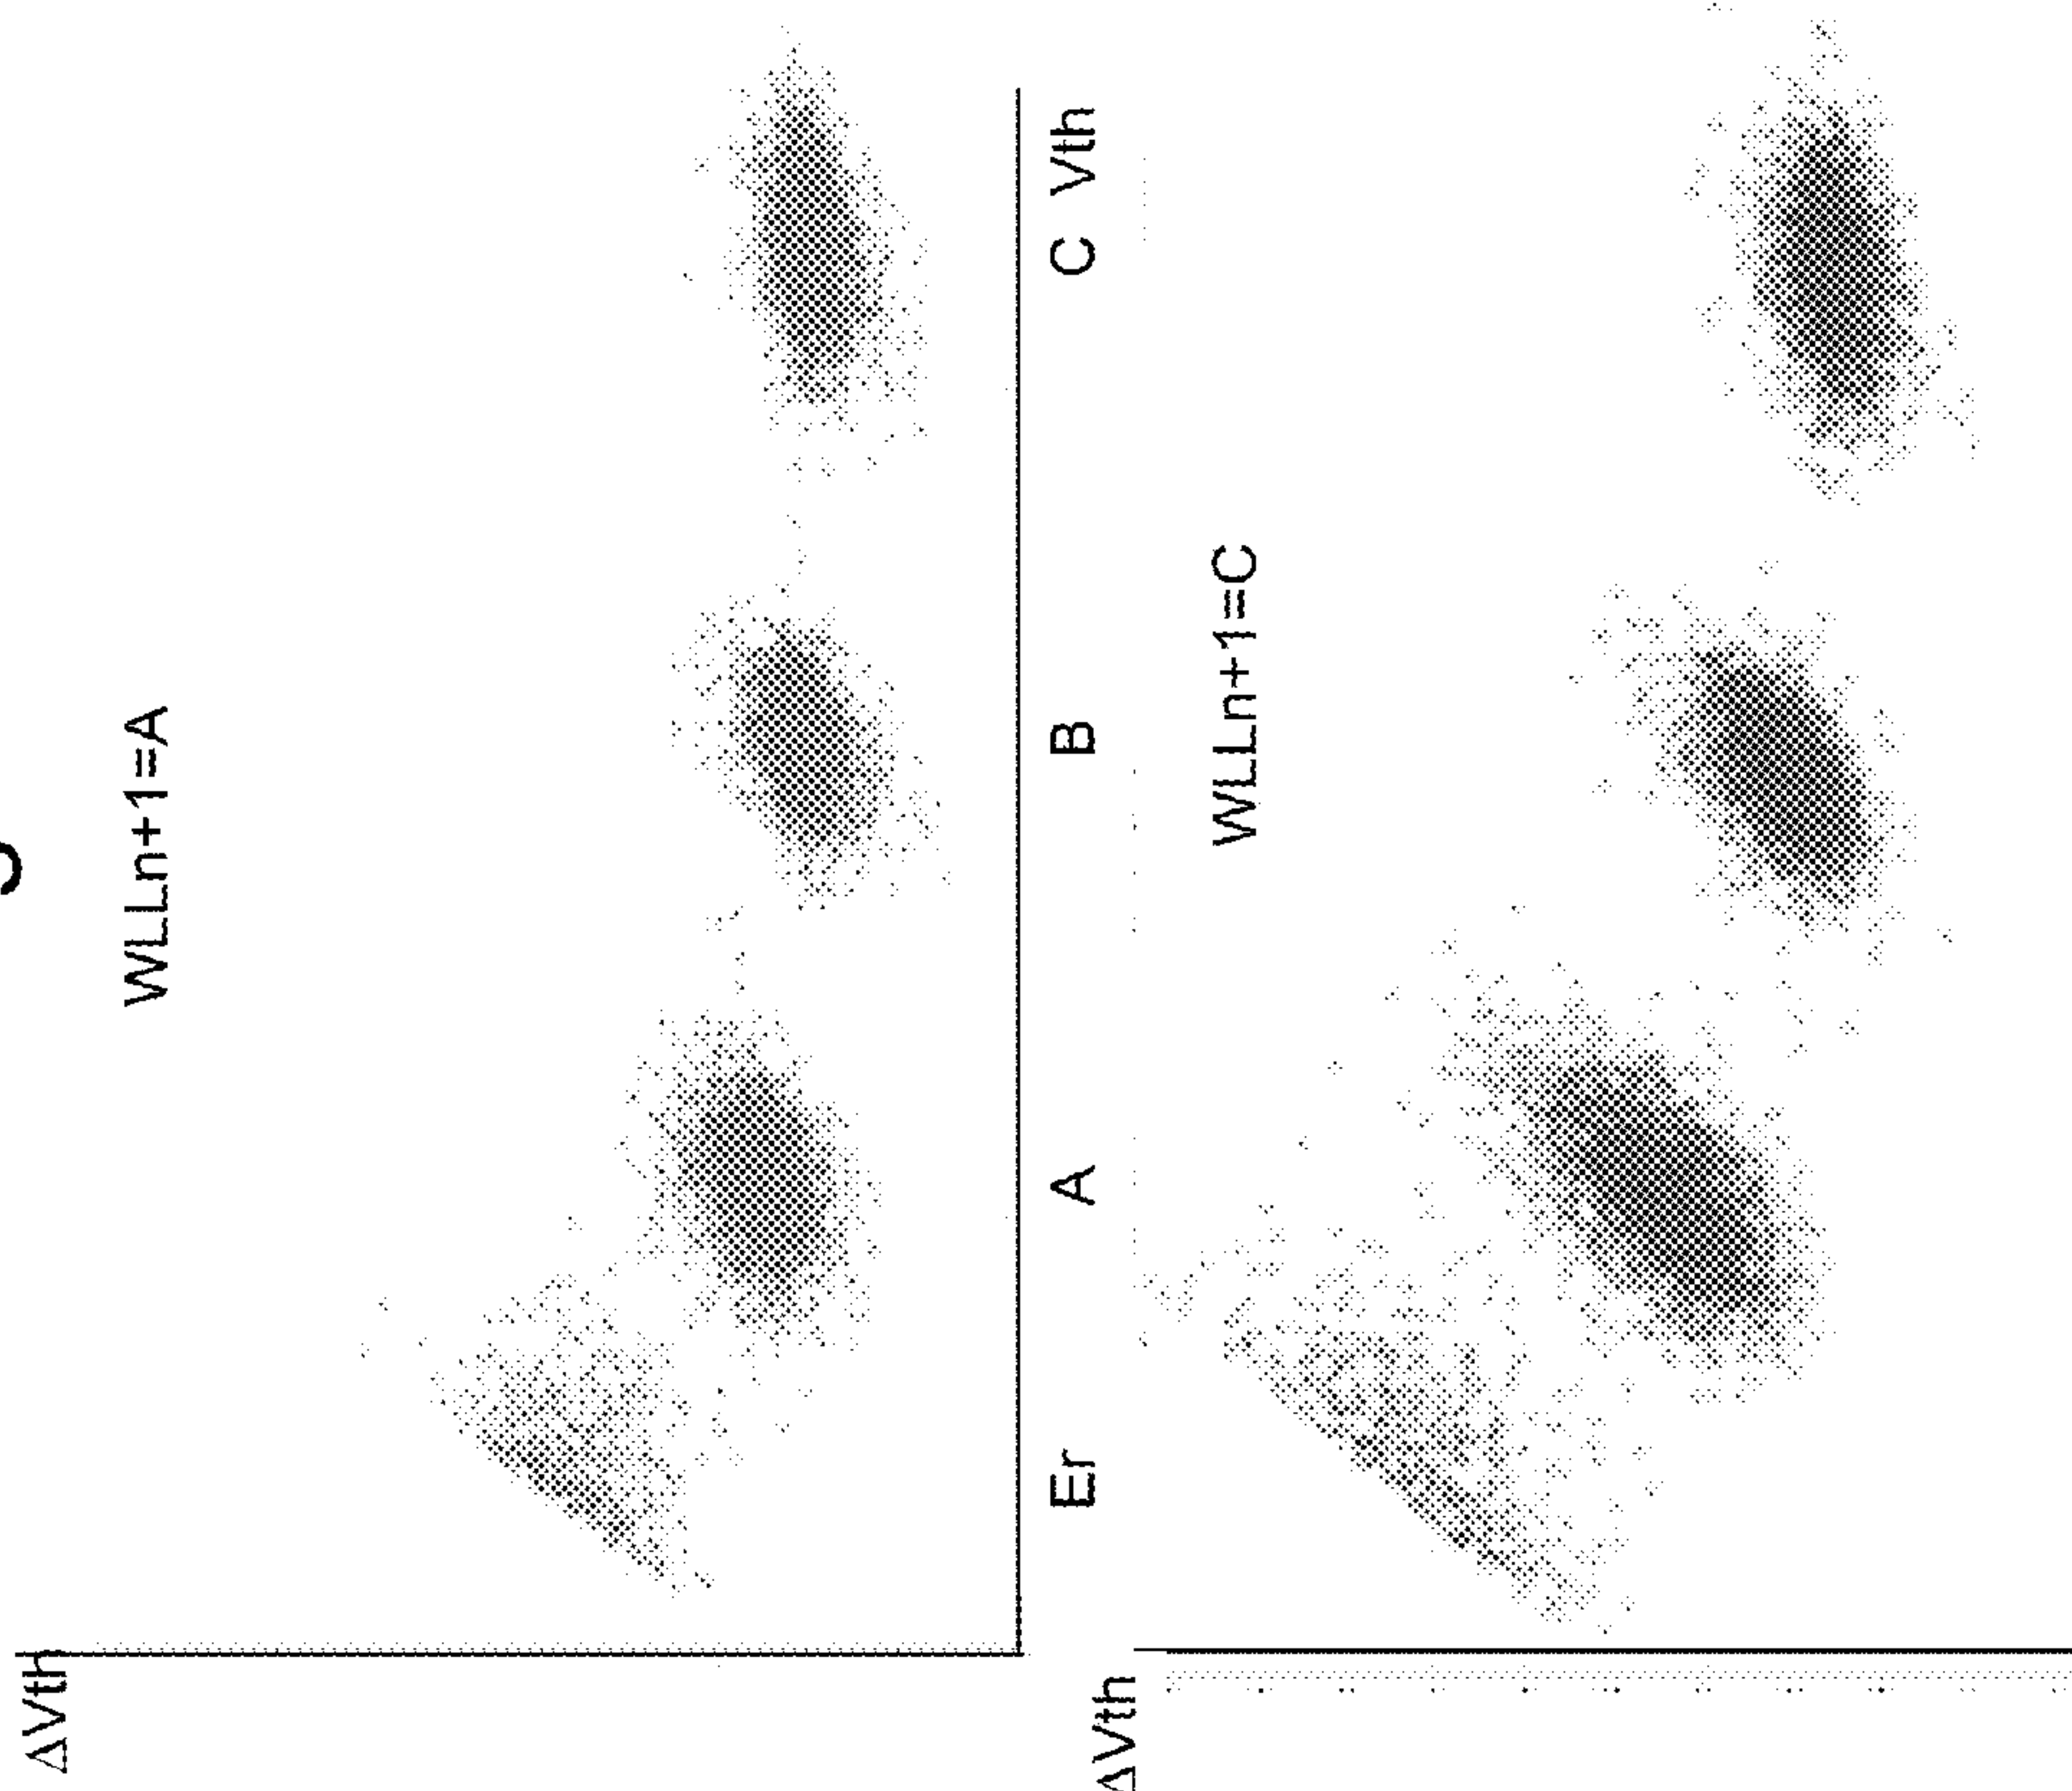 ΔVth
WLLn+1=A
Er A B C Vth
ΔVth
WLLn+1=C